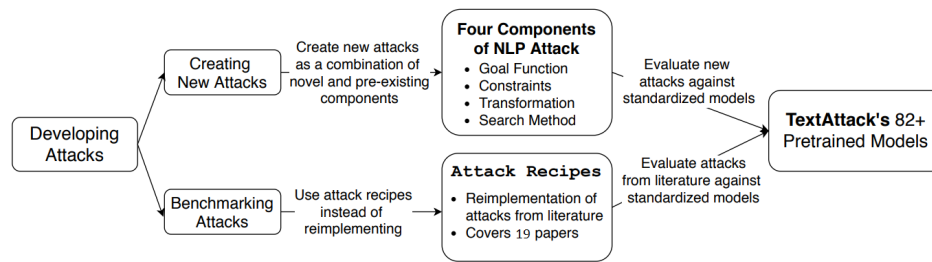 Developing
Attacks
Creating
New Attacks
Create new attacks
as a combination of
novel and pre-existing
components
Four Components
of NLP Attack
• Goal Function
• Constraints
• Transformation
• Search Method
Evaluate new
attacks against
standardized models
Benchmarking
Attacks
Use attack recipes
instead of
reimplementing
Attack Recipes
• Reimplementation of
attacks from literature
• Covers 19 papers
Evaluate attacks
from literature against
standardized models
TextAttack's 82+
Pretrained Models